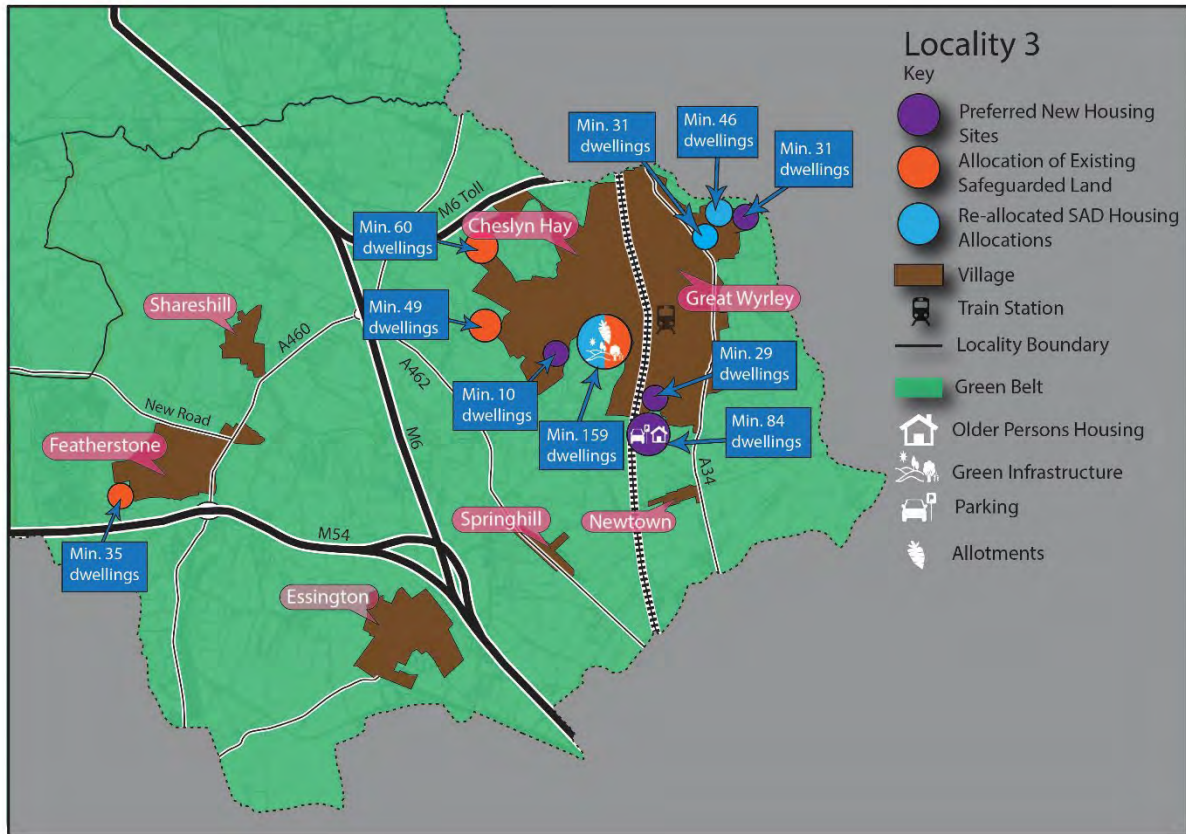 Locality 3
Key
Preferred New Housing
Sites
Allocation of Existing
Safeguarded Land
Re-allocated SAD Housing
Allocations
Village
Train Station
Locality Boundary
Green Belt
Older Persons Housing
Green Infrastructure
Parking
Allotments
Min. 31
dwellings
Min. 46
dwellings
Min. 31
dwellings
M6 Toll
Cheslyn Hay
Min. 60
dwellings
Great Wyrley
Shareshill
Min. 49
dwellings
A460
A462
New Road
Min. 10
dwellings
Min. 29
dwellings
Min. 159
dwellings
Min. 84
dwellings
Featherstone
M6
A34
Min. 35
dwellings
M54
Springhill
Newtown
Essington